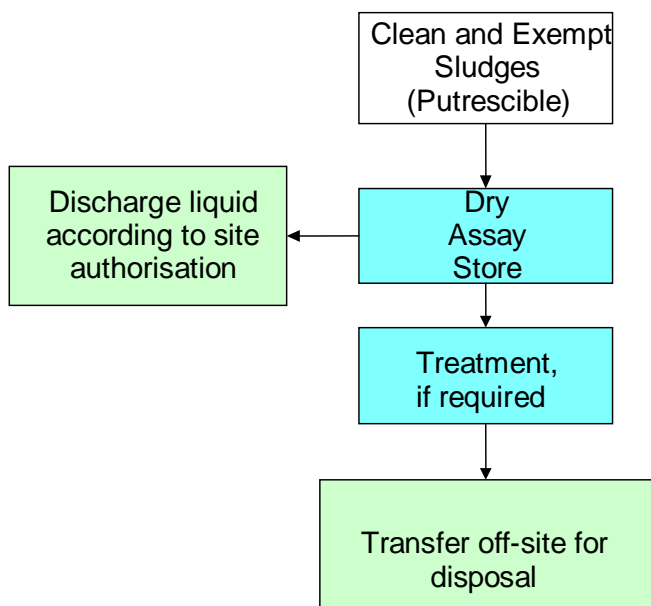 Clean and Exempt
Sludges
(Putrescible)
Discharge liquid
according to site
authorisation
Dry
Assay
Store
Treatment,
if required
Transfer off-site for
disposal